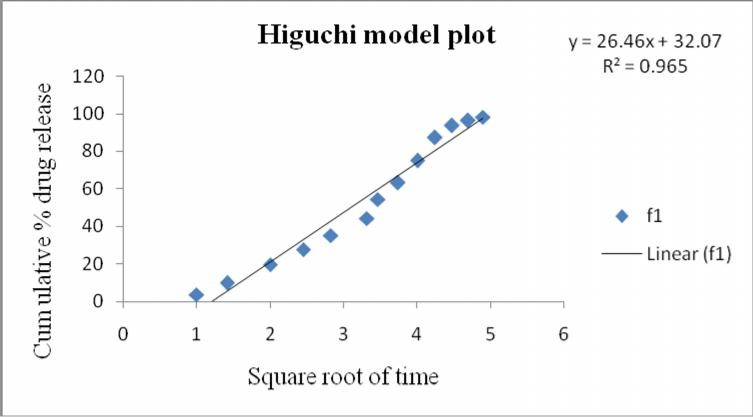 Higuchi model plot
y = 26.46x + 32.07
R² = 0.965
Cum ulative % drug release
120
100
80
60
40
20
0
0 1 2 3 4 5 6
Square root of time
f1
Linear (f1)